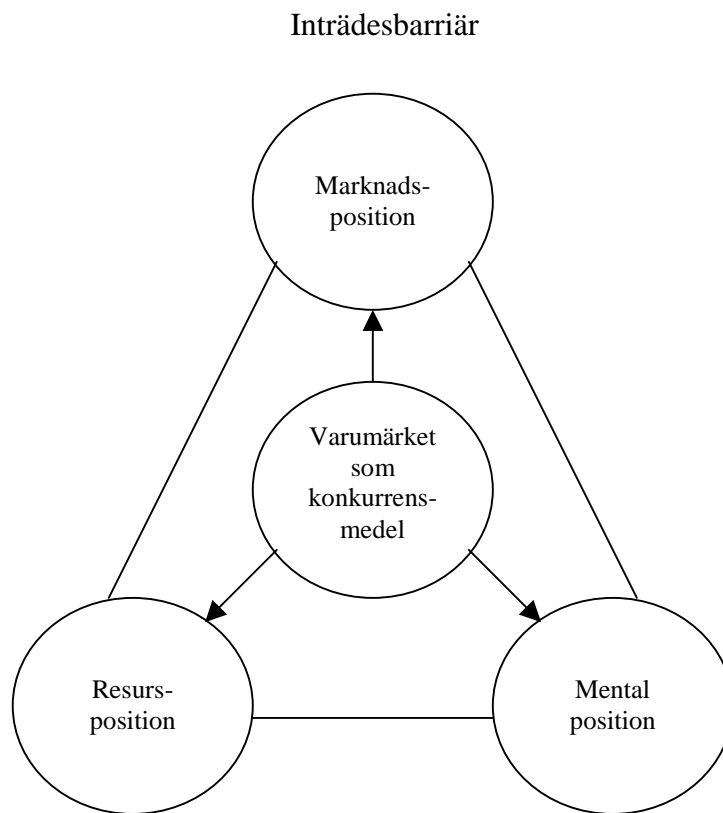 Inträdesbarriär
Marknads-
position
Varumärket
som
konkurrens-
medel
Resurs-
position
Mental
position